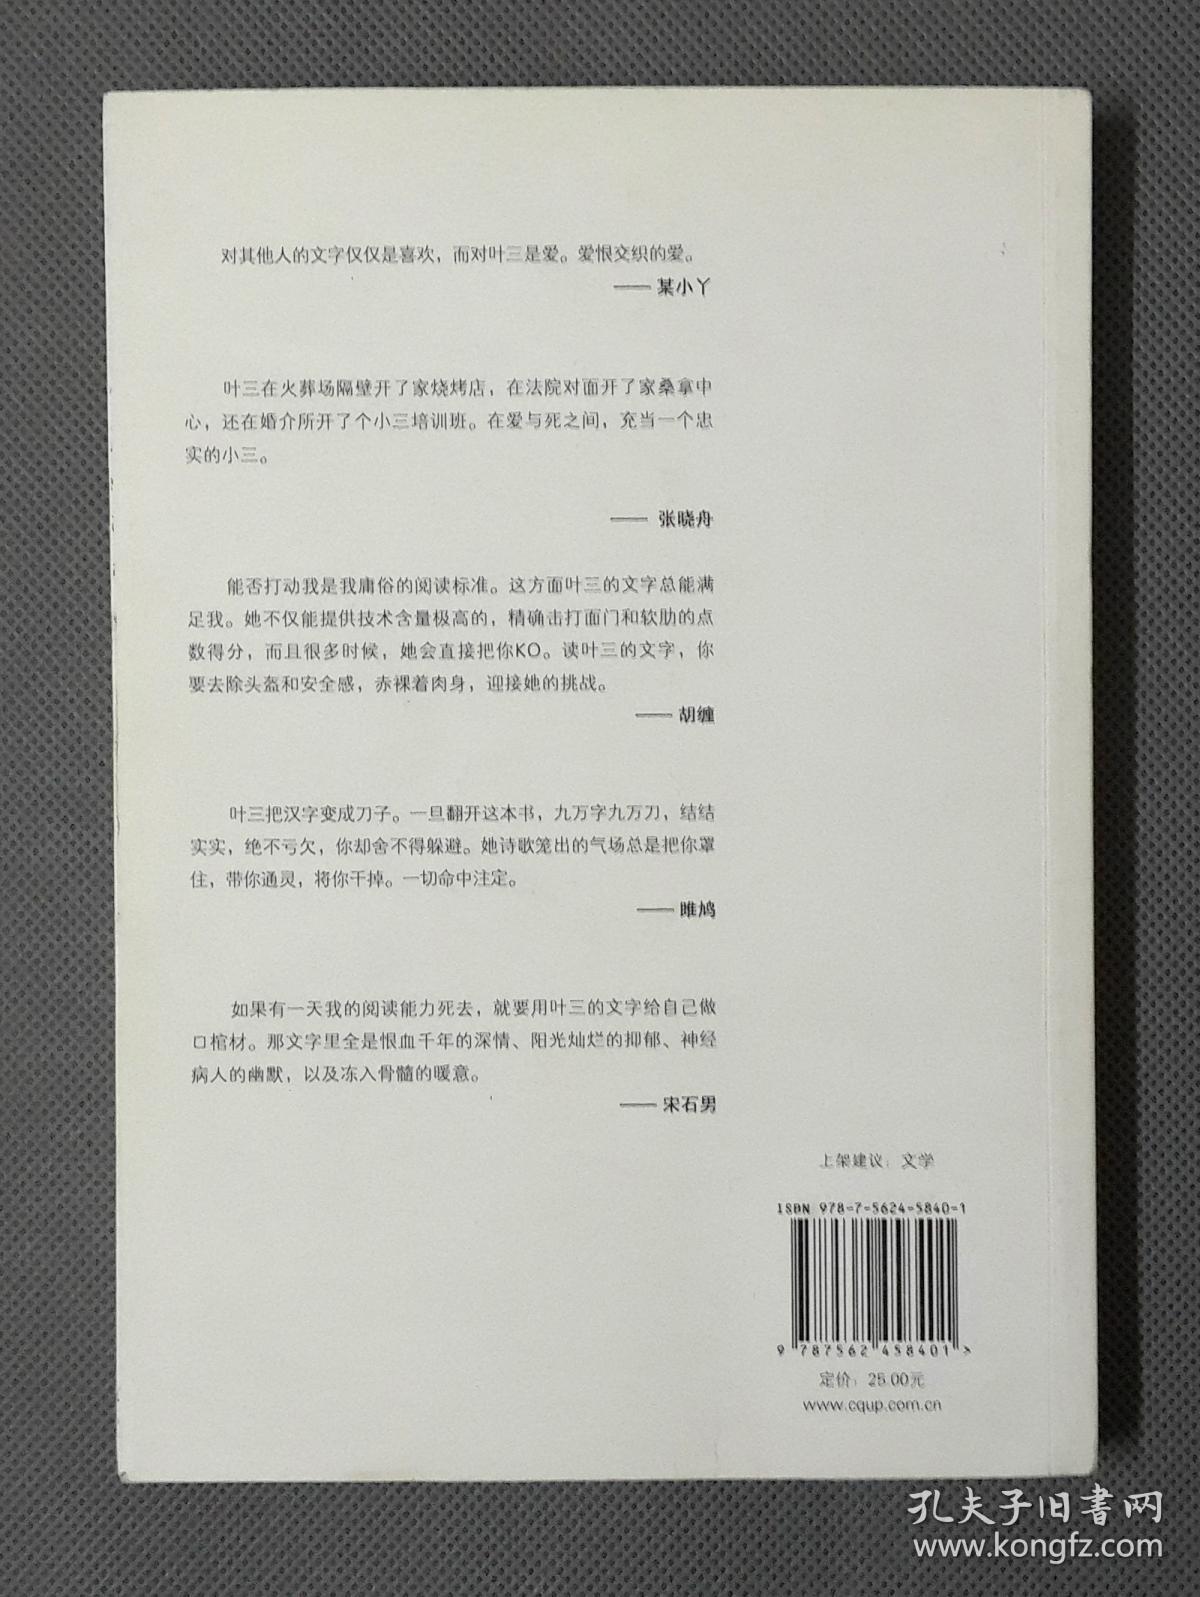 对其他人的文字仅仅是喜欢，而对叶三是爱。爱恨交织的爱。
—— 某小丫
叶三在火葬场隔壁开了家烧烤店，在法院对面开了家桑拿中
心，还在婚介所开了个小三培训班。在爱与死之间，充当一个忠
实的小三。
—— 张晓舟
能否打动我是我庸俗的阅读标准。这方面叶三的文字总能满
足我。她不仅能提供技术含量极高的，精确击打面门和软肋的点
数得分，而且很多时候，她会直接把你KO。读叶三的文字，你
要去除头盔和安全感，赤裸着肉身，迎接她的挑战。
—— 胡缠
叶三把汉字变成刀子。一旦翻开这本书，九万字九万刀，结结
实实，绝不亏欠，你却舍不得躲避。她诗歌笼出的气场总是把你罩
住，带你通灵，将你干掉。一切命中注定。
—— 雎鸠
如果有一天我的阅读能力死去，就要用叶三的文字给自己做
口棺材。那文字里全是恨血千年的深情、阳光灿烂的抑郁、神经
病人的幽默，以及冻入骨髓的暖意。
—— 宋石男
上架建议：文学
ISBN 978-7-5624-5840-1
9 787562 458401 >
定价：25.00元
www.cqup.com.cn
孔夫子旧書网
www.kongfz.com